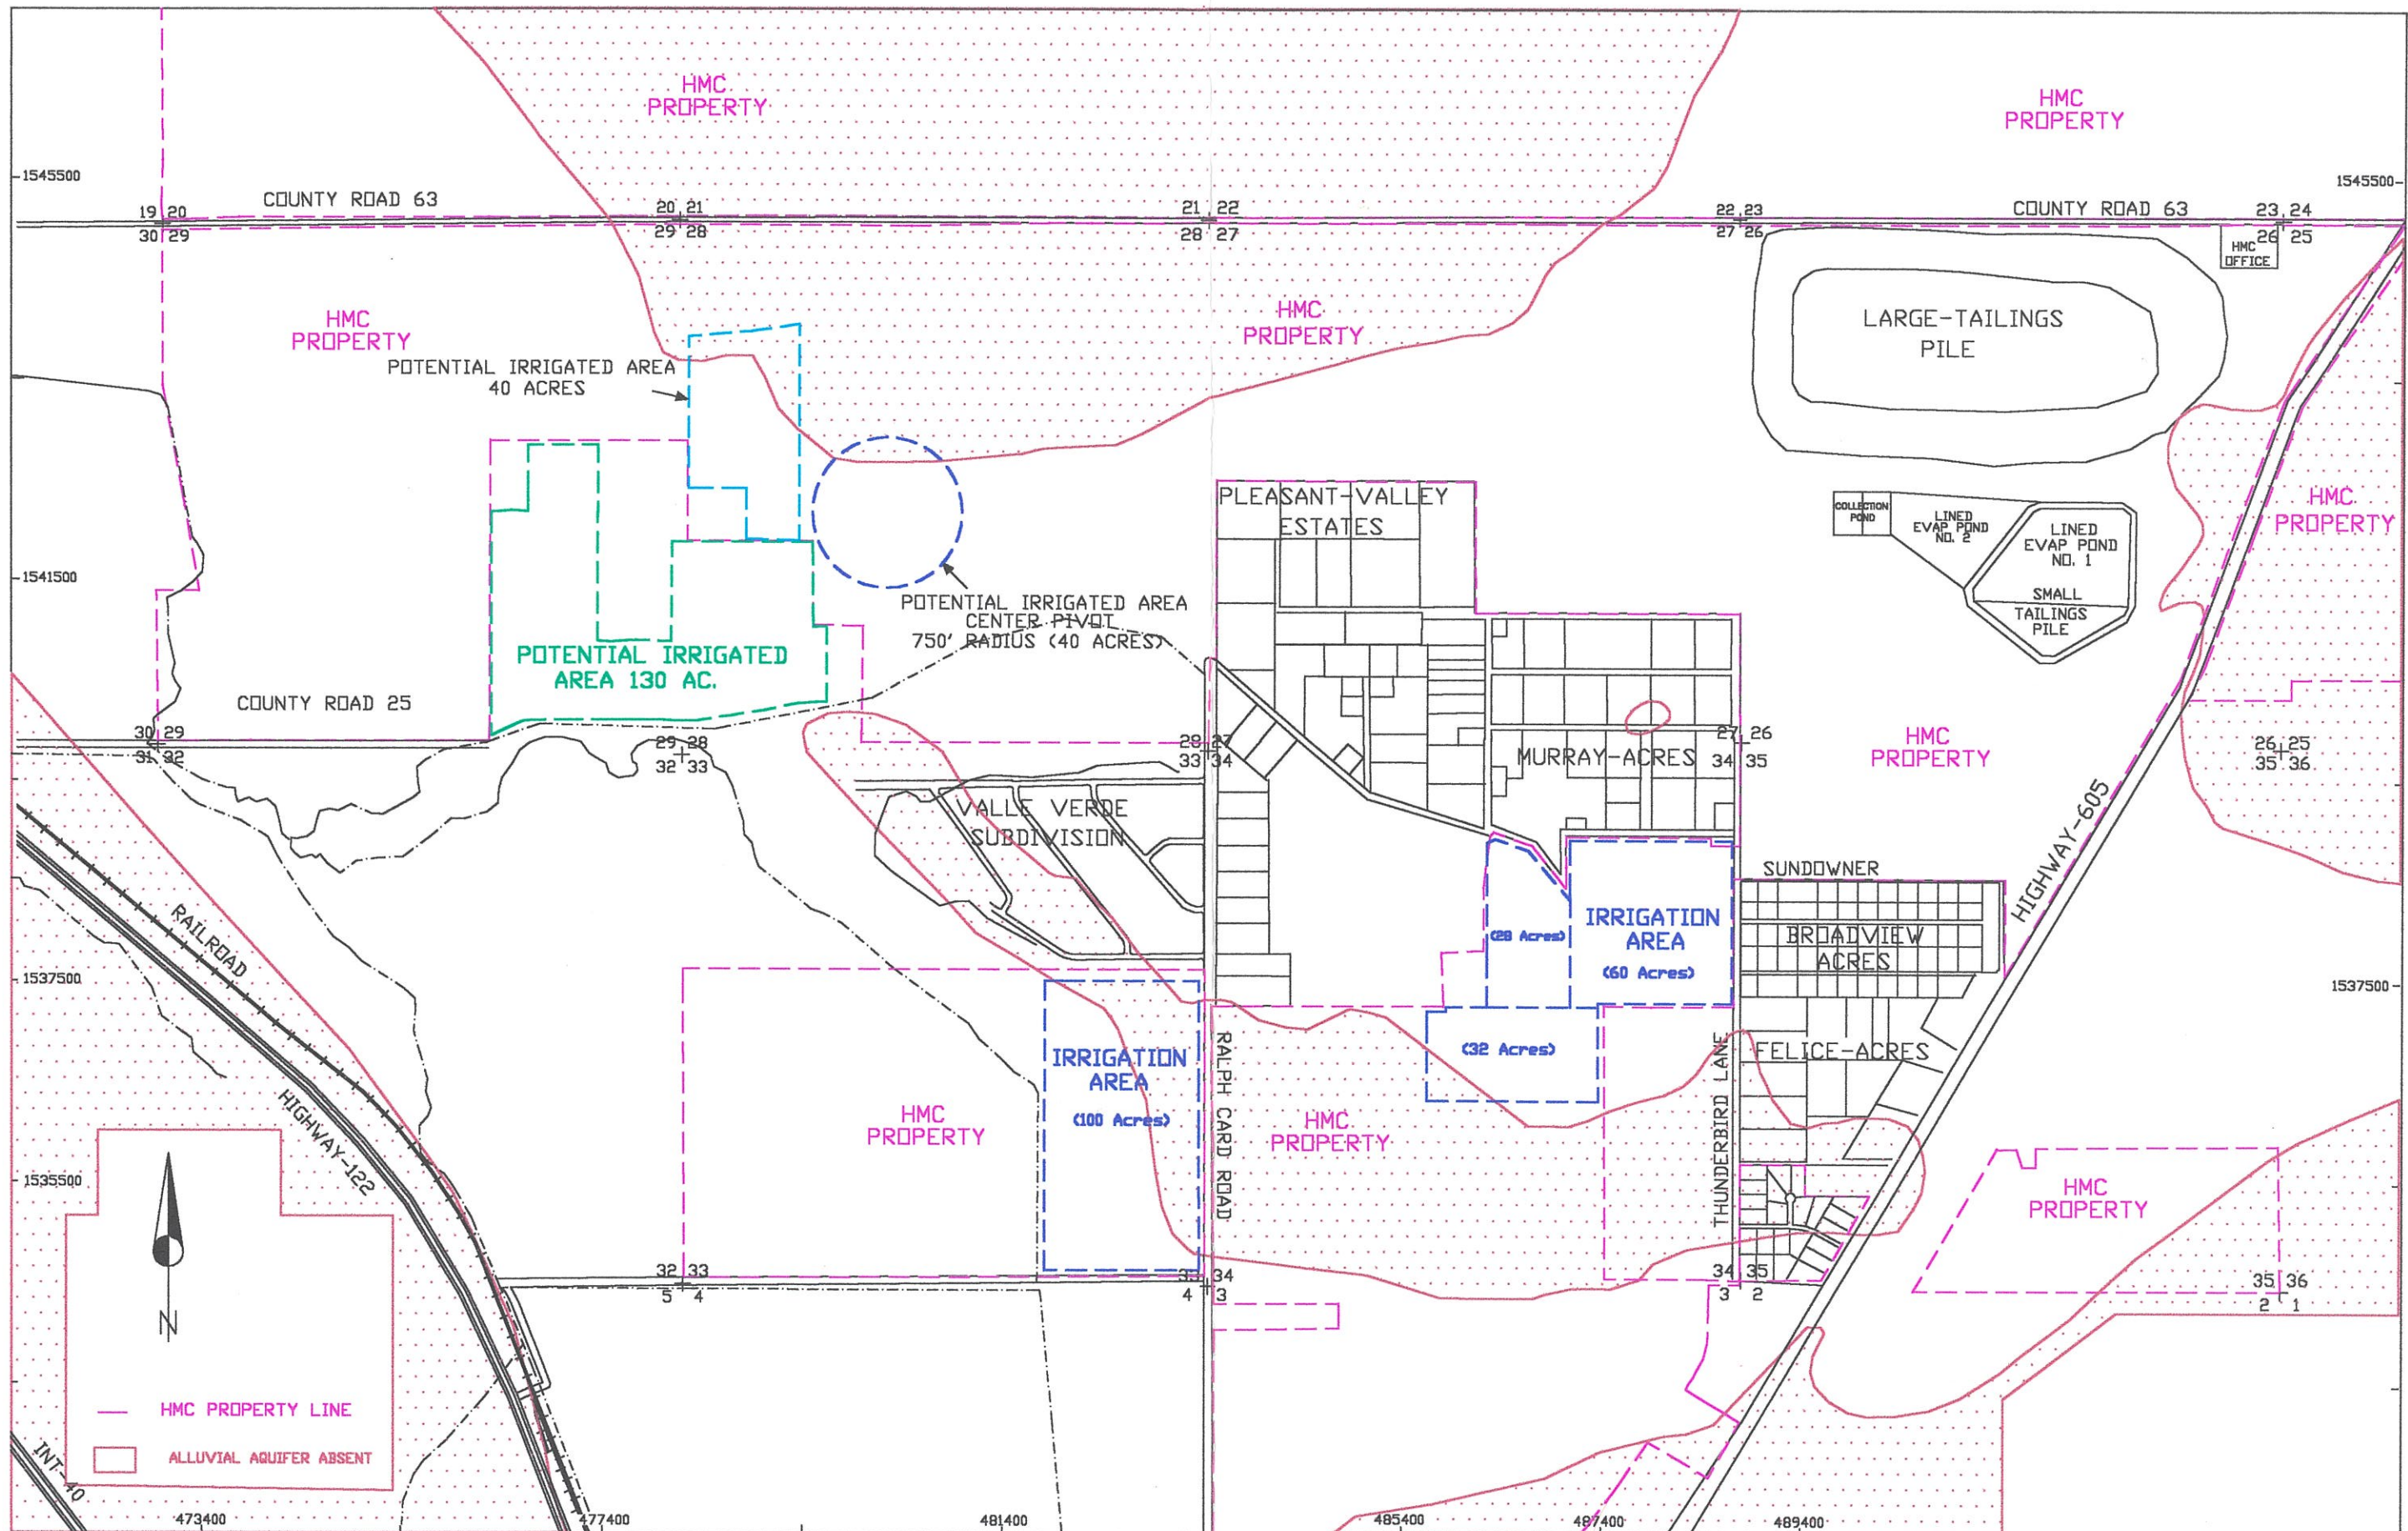 HMC
PROPERTY
HMC
PROPERTY
1545500
1545500
COUNTY ROAD 63
COUNTY ROAD 63
19 20
30 29
20 21
29 28
21 22
28 27
22 23
27 26
23 24
26 25
HMC
OFFICE
HMC
PROPERTY
HMC
PROPERTY
LARGE-TAILINGS
PILE
POTENTIAL IRRIGATED AREA
40 ACRES
PLEASANT-VALLEY
ESTATES
COLLECTION
POND
LINED
EVAP POND
NO. 2
LINED
EVAP POND
NO. 1
SMALL
TAILINGS
PILE
HMC
PROPERTY
1541500
POTENTIAL IRRIGATED AREA
CENTER PIVOT
750' RADIUS (40 ACRES)
POTENTIAL IRRIGATED
AREA 130 AC.
COUNTY ROAD 25
30 29
31 32
29 28
32 33
28 27
33 34
27 26
34 35
26 25
35 36
MURRAY-ACRES
HMC
PROPERTY
VALLE VERDE
SUBDIVISION
HIGHWAY-605
SUNDOWNER
RAILROAD
IRRIGATION
AREA
(60 Acres)
(28 Acres)
BROADVIEW
ACRES
1537500
1537500
IRRIGATION
AREA
(100 Acres)
(32 Acres)
RALPH CARD ROAD
THUNDERBIRD LANE
FELICE-ACRES
HIGHWAY-122
HMC
PROPERTY
HMC
PROPERTY
HMC
PROPERTY
1535500
32 33
5 4
33 34
4 3
34 35
3 2
35 36
2 1
N
HMC PROPERTY LINE
ALLUVIAL AQUIFER ABSENT
INT-40
473400
477400
481400
485400
487400
489400